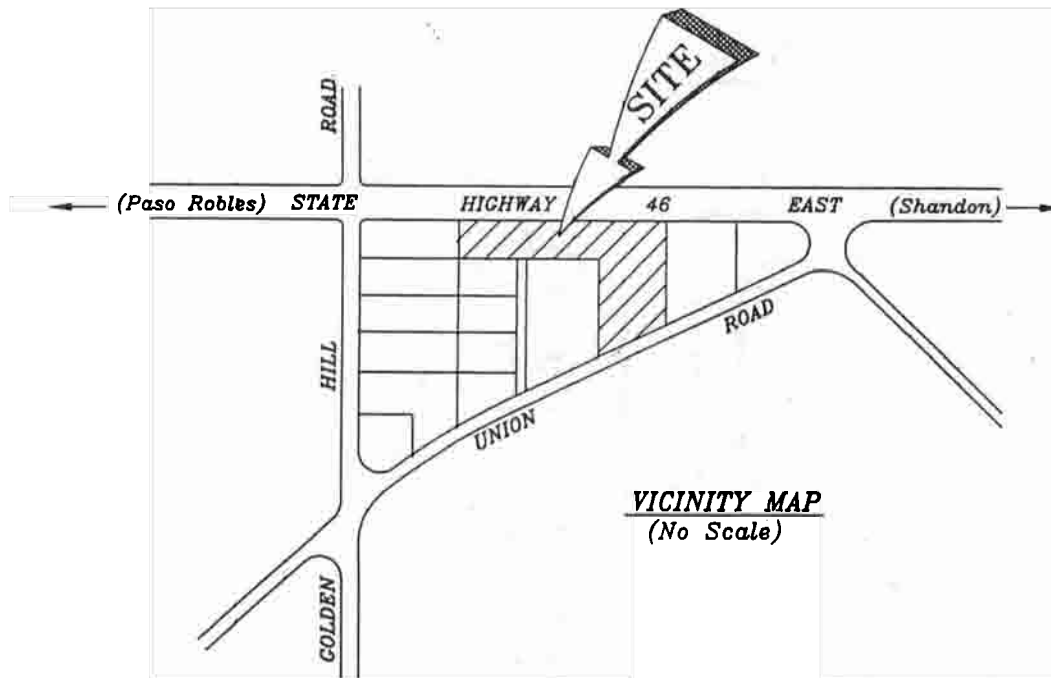 SITE
ROAD
(Paso Robles) STATE HIGHWAY 46 EAST (Shandon)
HILL
UNION ROAD
VICINITY MAP
(No Scale)
GOLDEN